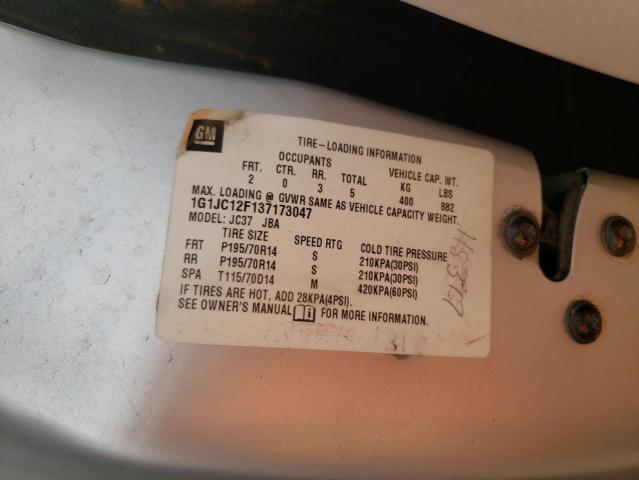 GM
TIRE-LOADING INFORMATION
OCCUPANTS VEHICLE CAP. WT.
FRT. CTR. RR. TOTAL KG LBS
2 0 3 5 400 882
MAX. LOADING @ GVWR SAME AS VEHICLE CAPACITY WEIGHT.
1G1JC12F137173047
MODEL: JC37 JBA
TIRE SIZE SPEED RTG COLD TIRE PRESSURE
FRT P195/70R14 S 210KPA(30PSI)
RR P195/70R14 S 210KPA(30PSI)
SPA T115/70D14 M 420KPA(60PSI)
IF TIRES ARE HOT, ADD 28KPA(4PSI).
SEE OWNER'S MANUAL FOR MORE INFORMATION.